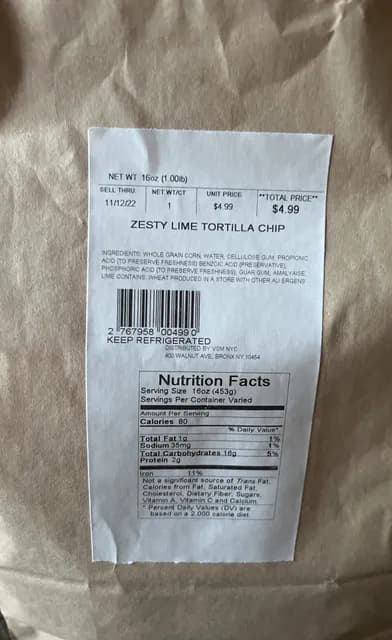 NET WT 16oz (1.00lb)
SELL THRU NET WT/CT UNIT PRICE **TOTAL PRICE**
11/12/22 1 $4.99 $4.99
ZESTY LIME TORTILLA CHIP
INGREDIENTS: WHOLE GRAIN CORN, WATER, CELLULOSE GUM, PROPIONIC
ACID (TO PRESERVE FRESHNESS) BENZOIC ACID (PRESERVATIVE),
PHOSPHORIC ACID (TO PRESERVE FRESHNESS), GUAR GUM, AMALYAISE,
LIME CONTAINS: WHEAT PRODUCED IN A STORE WITH OTHER ALLERGENS
2 767958 00499 0
KEEP REFRIGERATED
DISTRIBUTED BY VSM NYC
400 WALNUT AVE, BRONX NY 10454
Nutrition Facts
Serving Size 16oz (453g)
Servings Per Container Varied
Amount Per Serving
Calories 80
% Daily Value*
Total Fat 1g 1%
Sodium 35mg 1%
Total Carbohydrates 16g 5%
Protein 2g
Iron 11%
Not a significant source of Trans Fat,
Calories from Fat, Saturated Fat,
Cholesterol, Dietary Fiber, Sugars,
Vitamin A, Vitamin C and Calcium.
* Percent Daily Values (DV) are
based on a 2,000 calorie diet.